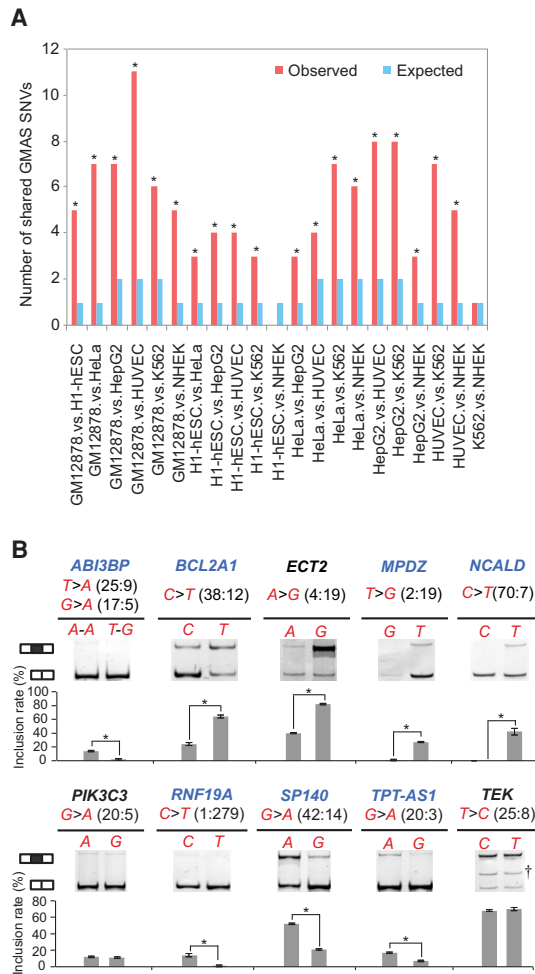 A
Number of shared GMAS SNVs
12
10
8
6
4
2
0
Observed
Expected
* * * * * * * * * * * * * * * * * * *
GM12878.vs.H1-hESC
GM12878.vs.HeLa
GM12878.vs.HepG2
GM12878.vs.HUVEC
GM12878.vs.K562
GM12878.vs.NHEK
H1-hESC.vs.HeLa
H1-hESC.vs.HepG2
H1-hESC.vs.HUVEC
H1-hESC.vs.K562
H1-hESC.vs.NHEK
HeLa.vs.HepG2
HeLa.vs.HUVEC
HeLa.vs.K562
HeLa.vs.NHEK
HepG2.vs.HUVEC
HepG2.vs.K562
HepG2.vs.NHEK
HUVEC.vs.K562
HUVEC.vs.NHEK
K562.vs.NHEK
B
ABI3BP BCL2A1 ECT2 MPDZ NCALD
T>A (25:9)
G>A (17:5) C>T (38:12) A>G (4:19) T>G (2:19) C>T(70:7)
A-A T-G C T A G G T C T
Inclusion rate (%)
100
80
60
40
20
0
* * * * *
PIK3C3 RNF19A SP140 TPT-AS1 TEK
G>A (20:5) C>T (1:279) G>A (42:14) G>A (20:3) T>C (25:8)
A G C T A G A G C T
†
Inclusion rate (%)
80
60
40
20
0
* * *